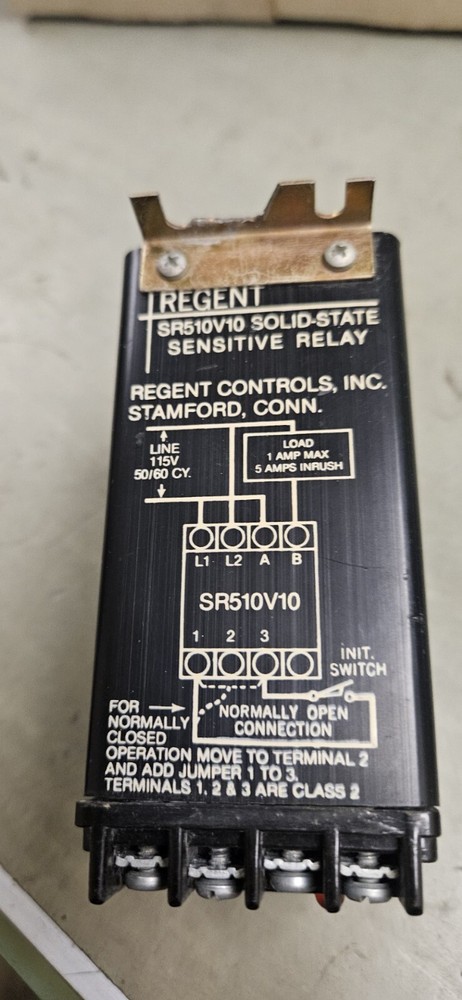 REGENT
SR510V10 SOLID-STATE
SENSITIVE RELAY
REGENT CONTROLS, INC.
STAMFORD, CONN.
LINE
115V
50/60 CY.
LOAD
1 AMP MAX
5 AMPS INRUSH
L1 L2 A B
SR510V10
1 2 3
INIT.
SWITCH
NORMALLY OPEN
CONNECTION
FOR
NORMALLY
CLOSED
OPERATION MOVE TO TERMINAL 2
AND ADD JUMPER 1 TO 3.
TERMINALS 1, 2 & 3 ARE CLASS 2